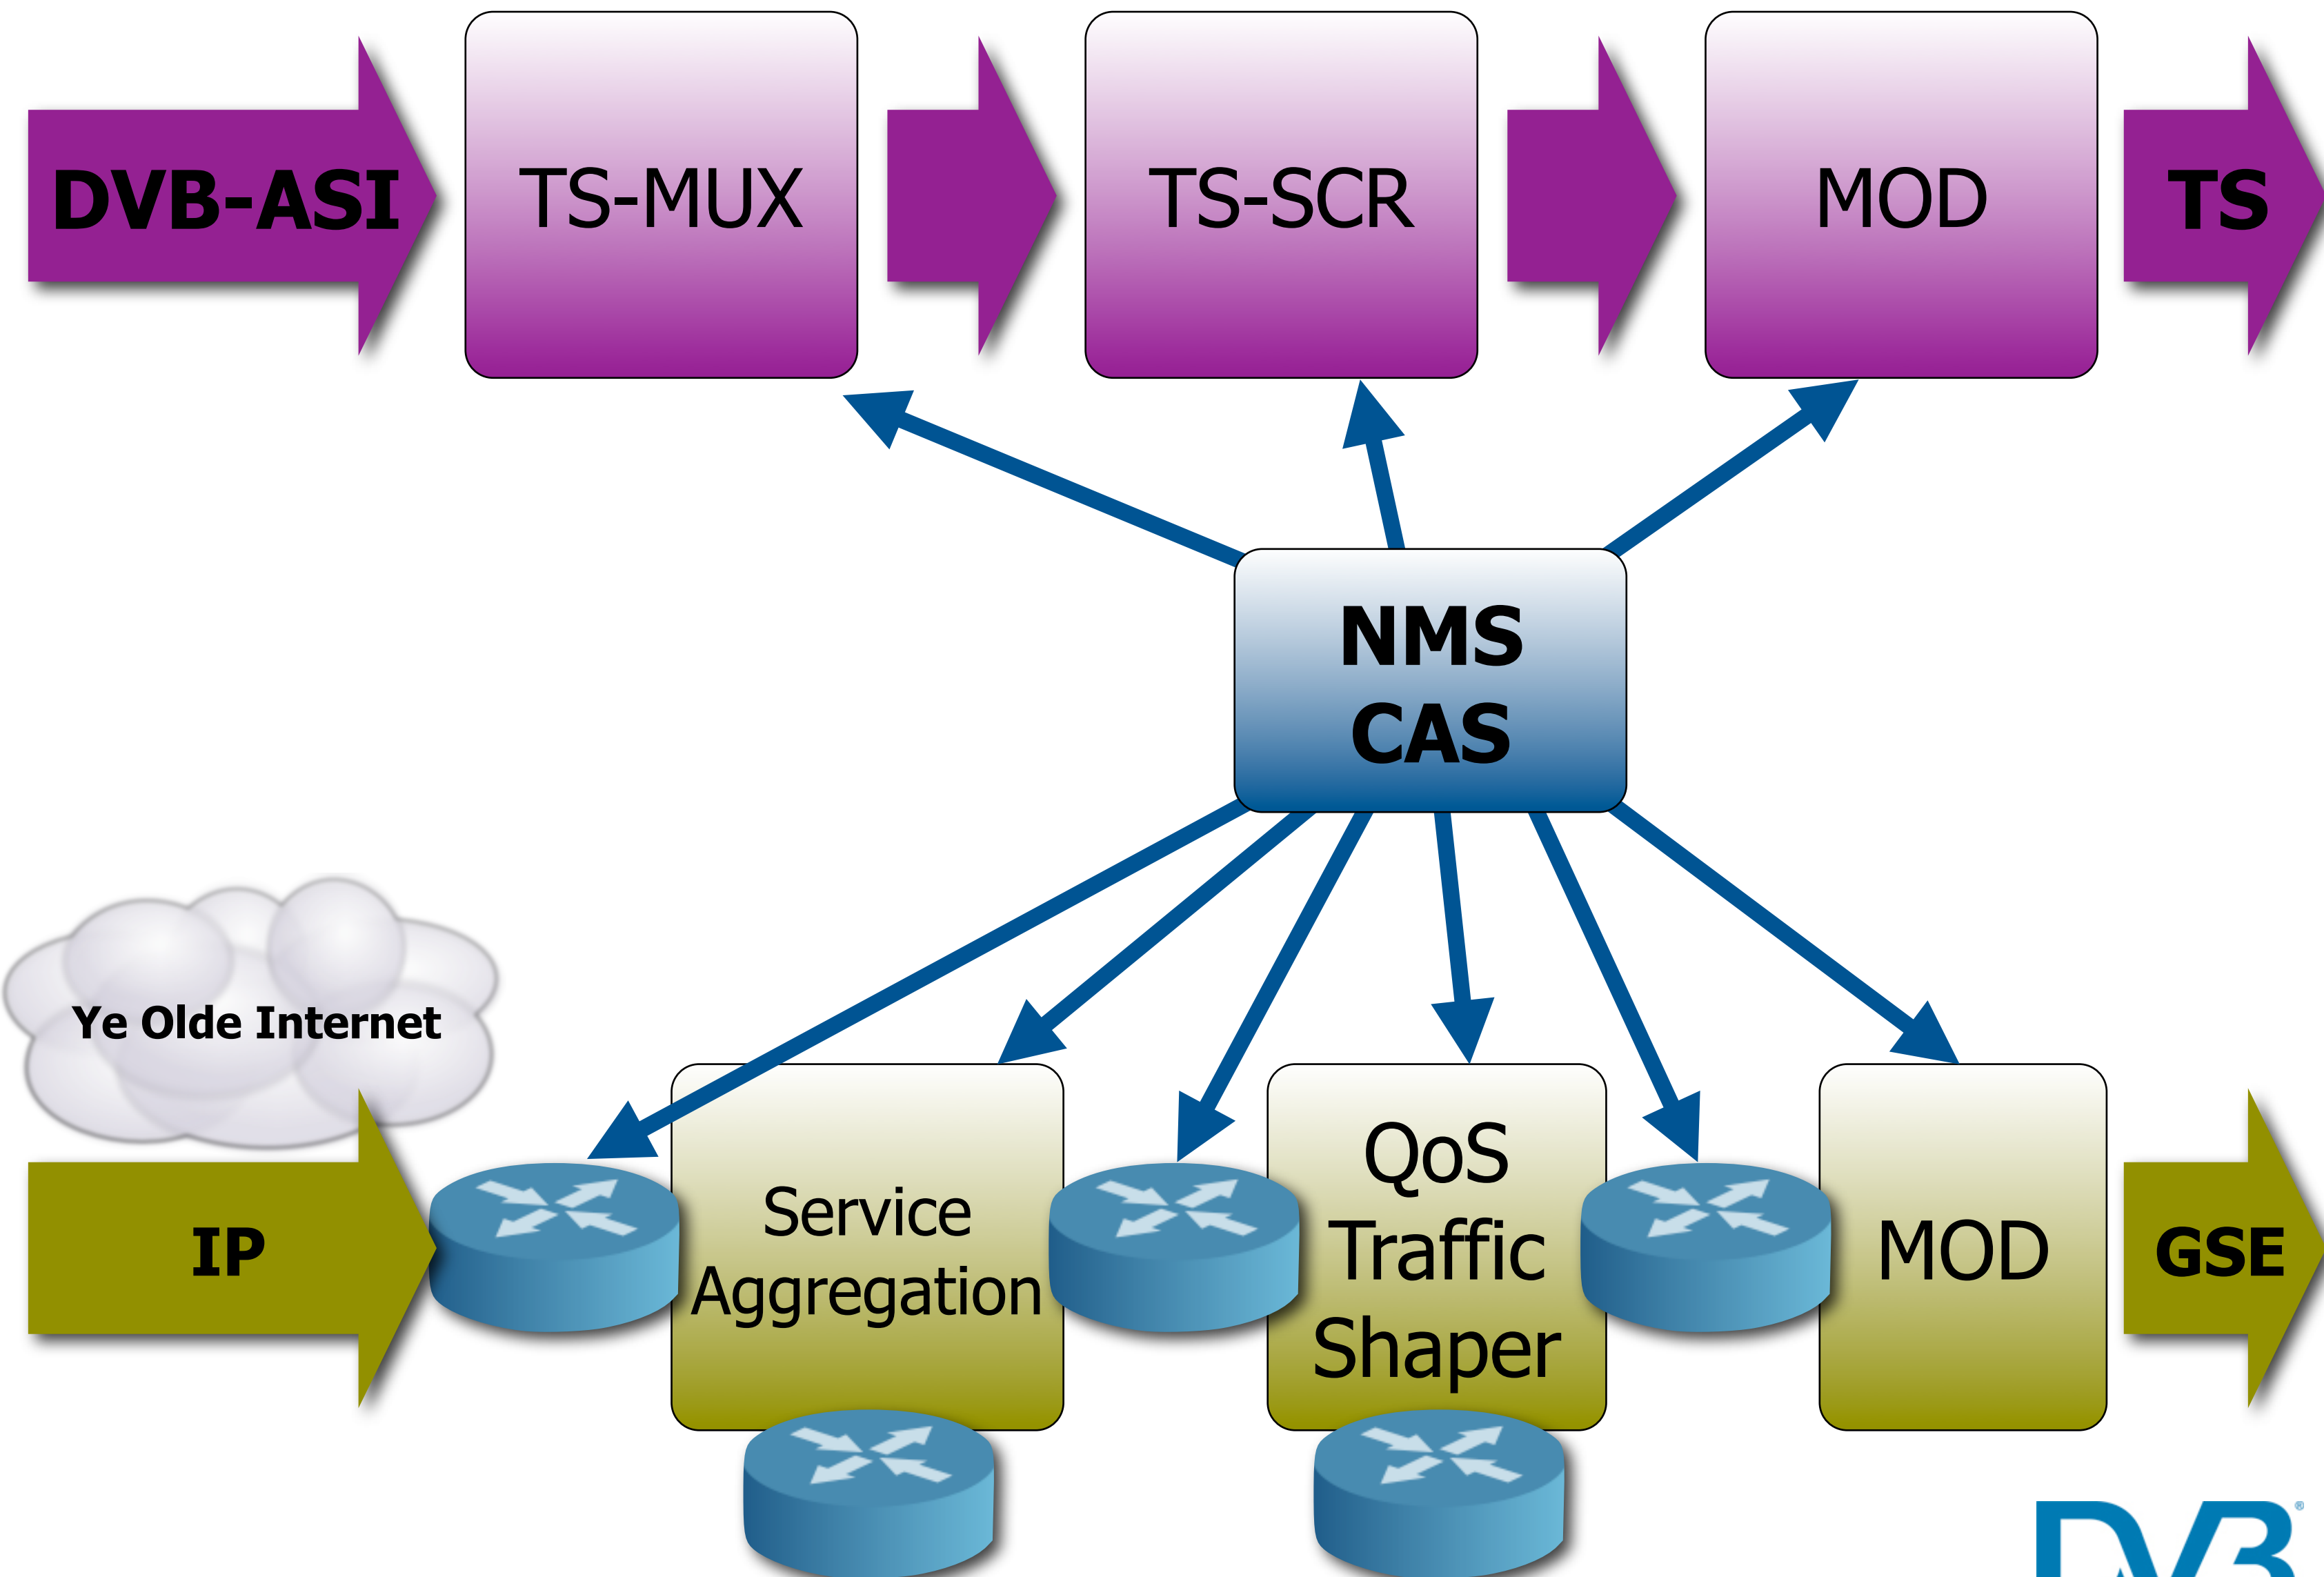 DVB-ASI
TS-MUX
TS-SCR
MOD
TS
NMS
CAS
Ye Olde Internet
IP
Service
Aggregation
QoS
Traffic
Shaper
MOD
GSE
DVB®